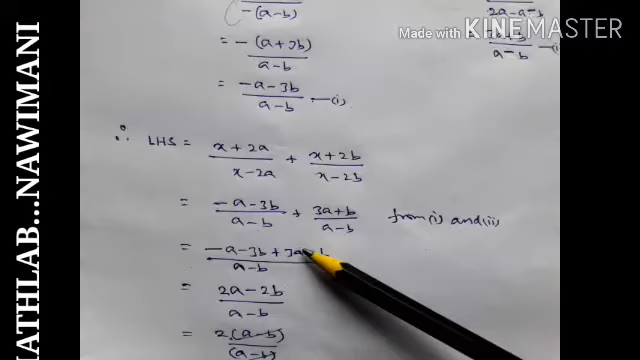 MATHLAB...NAWIMANI
Made with KINEMASTER
-(a-b)
2a-a-b
= -(a+3b)
a-b
a-b
= -a-3b
a-b —(i)
∴ LHS = x+2a + x+2b
x-2a x-2b
= -a-3b + 3a+b from (i) and (ii)
a-b a-b
= -a-3b+3a
a-b
= 2a-2b
a-b
= 2(a-b)
(a-b)